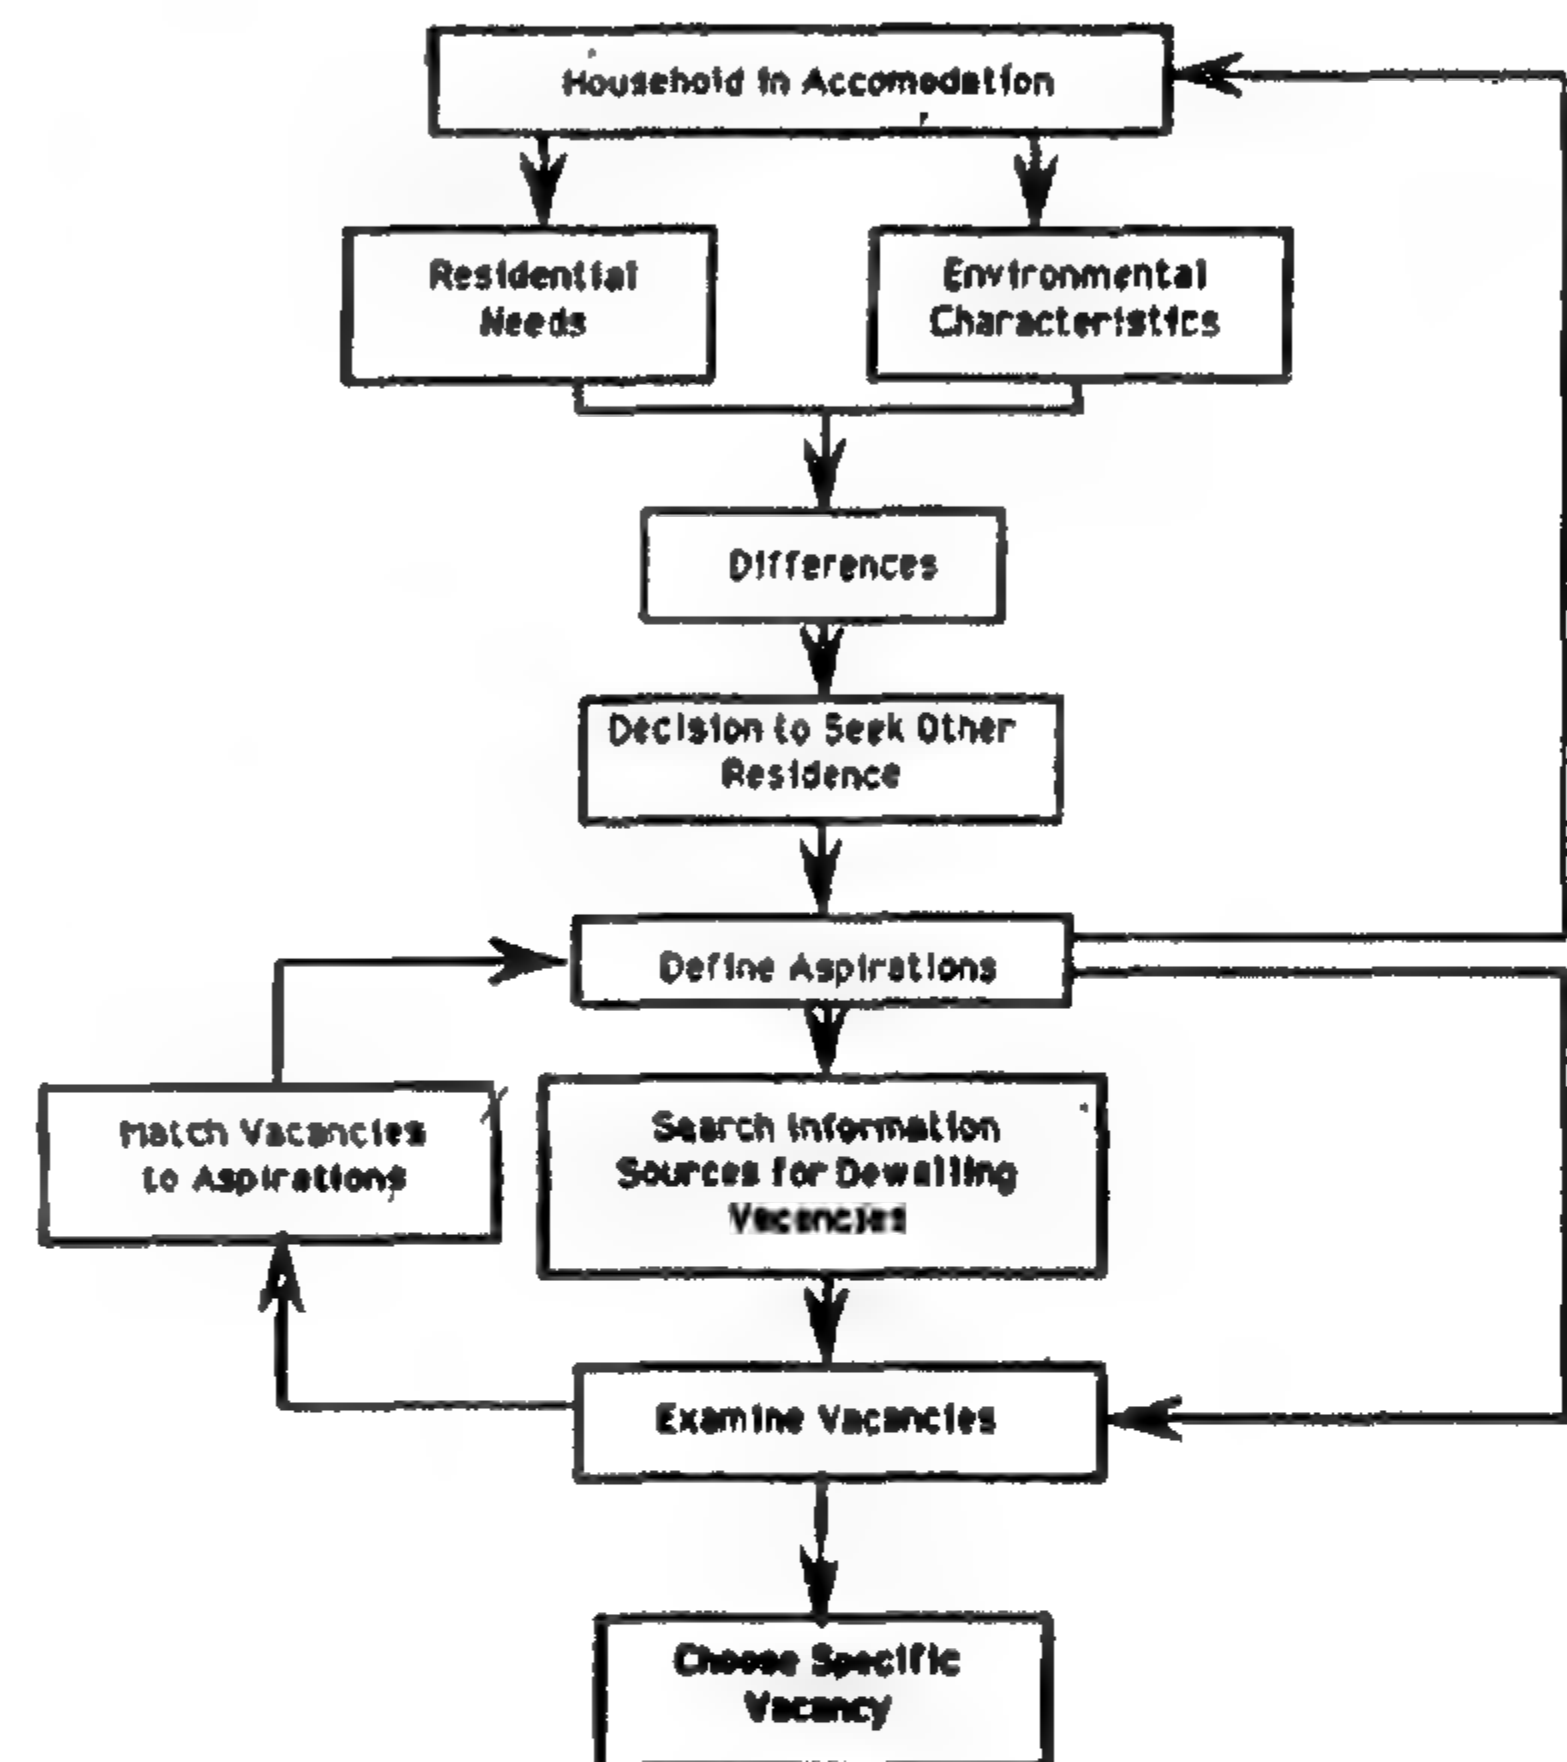 Household in Accomodation
Residential
Needs
Environmental
Characteristics
Differences
Decision to Seek Other
Residence
Define Aspirations
Match Vacancies
to Aspirations
Search Information
Sources for Dewalling
Vacancies
Examine Vacancies
Choose Specific
Vacancy